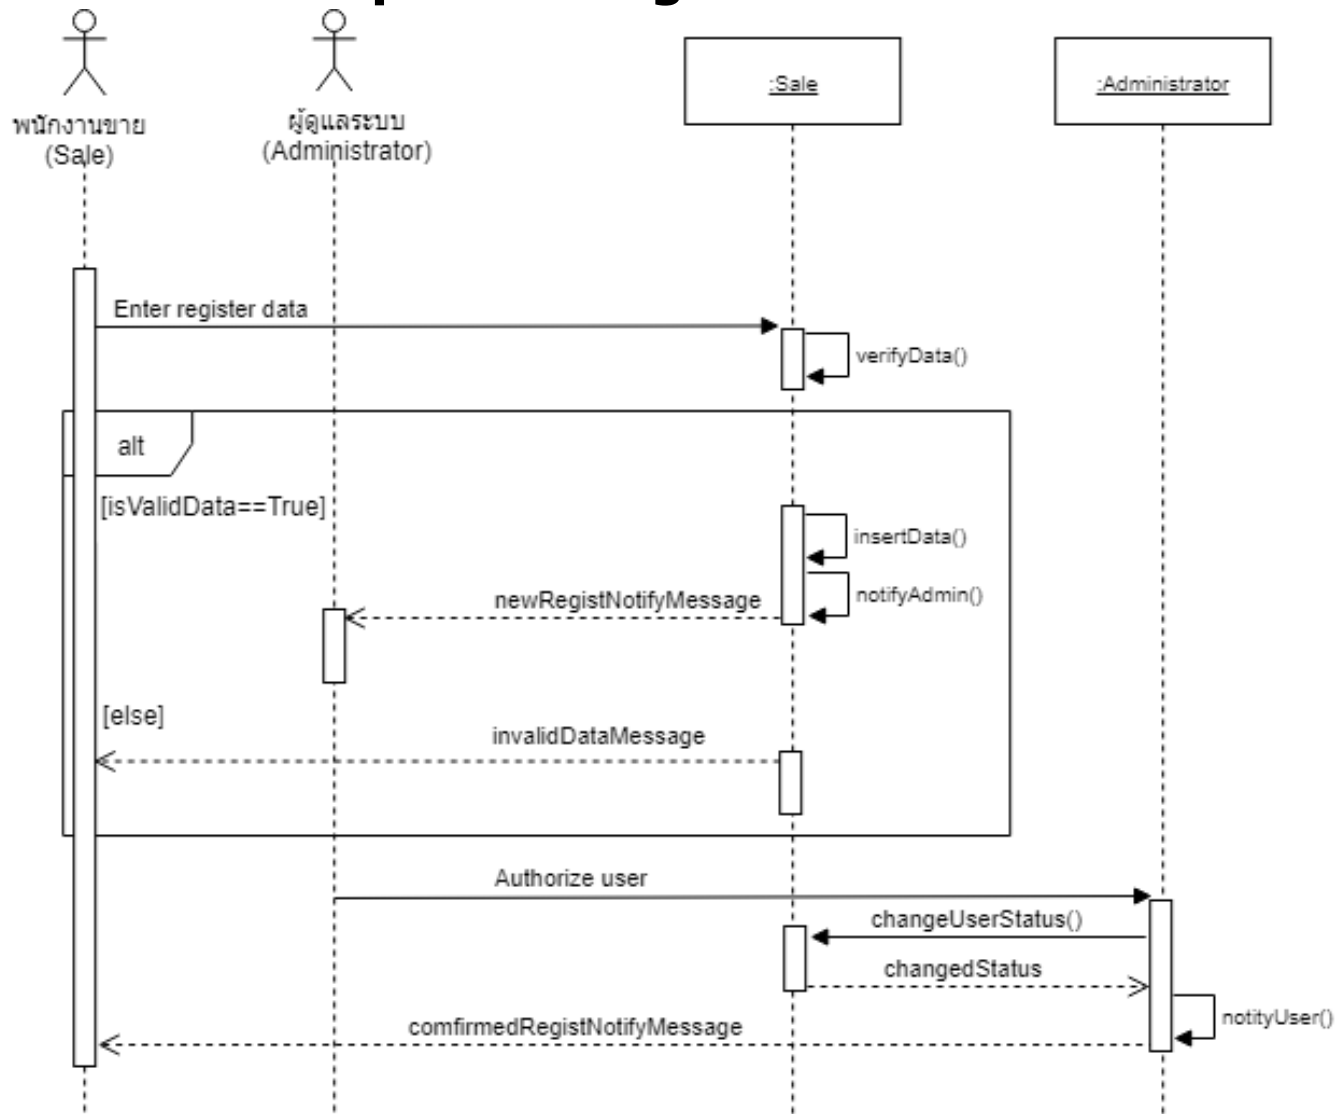 พนักงานขาย
(Sale)
ผู้ดูแลระบบ
(Administrator)
:Sale
:Administrator
Enter register data
verifyData()
alt
[isValidData==True]
insertData()
newRegistNotifyMessage
notifyAdmin()
[else]
invalidDataMessage
Authorize user
changeUserStatus()
changedStatus
notityUser()
comfirmedRegistNotifyMessage